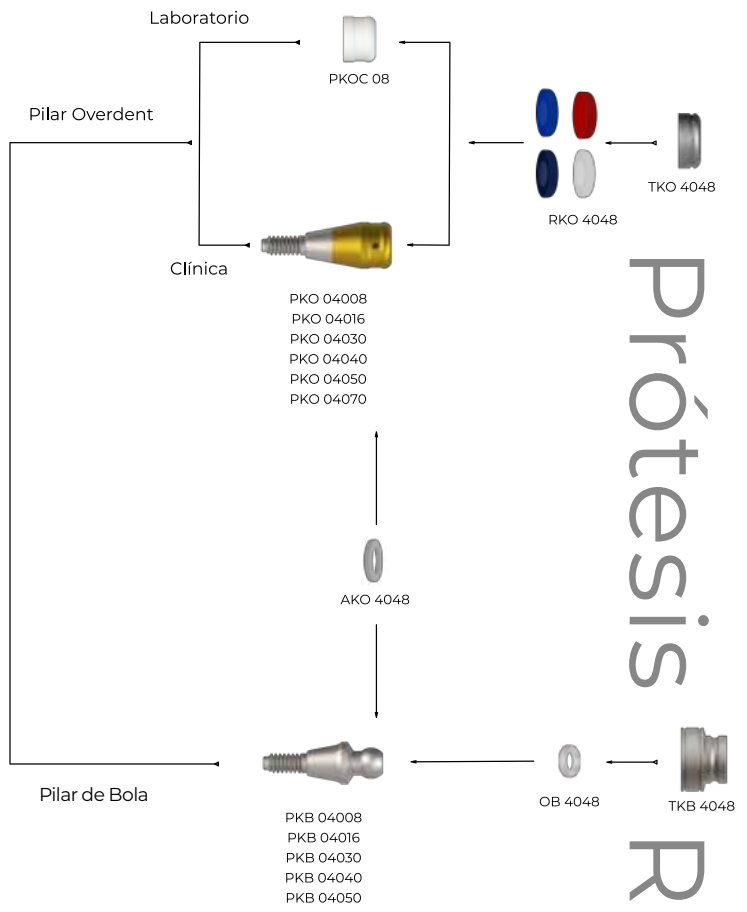 Laboratorio
PKOC 08
Pilar Overdent
TKO 4048
RKO 4048
Clínica
PKO 04008
PKO 04016
PKO 04030
PKO 04040
PKO 04050
PKO 04070
AKO 4048
Prótesis R
Pilar de Bola
OB 4048
TKB 4048
PKB 04008
PKB 04016
PKB 04030
PKB 04040
PKB 04050